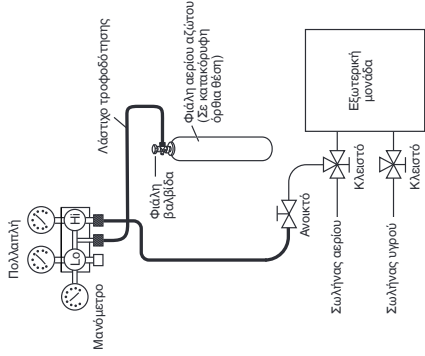 Πολλαπλή
Μανόμετρο
Lo
Hi
Λάστιχο τροφοδότησης
Φιάλη
βαλβίδα
Φιάλη αερίου αζώτου
(Σε κατακόρυφη
όρθια θέση)
Ανοικτό
Εξωτερική
μονάδα
Κλειστό
Κλειστό
Σωλήνας αερίου
Σωλήνας υγρού